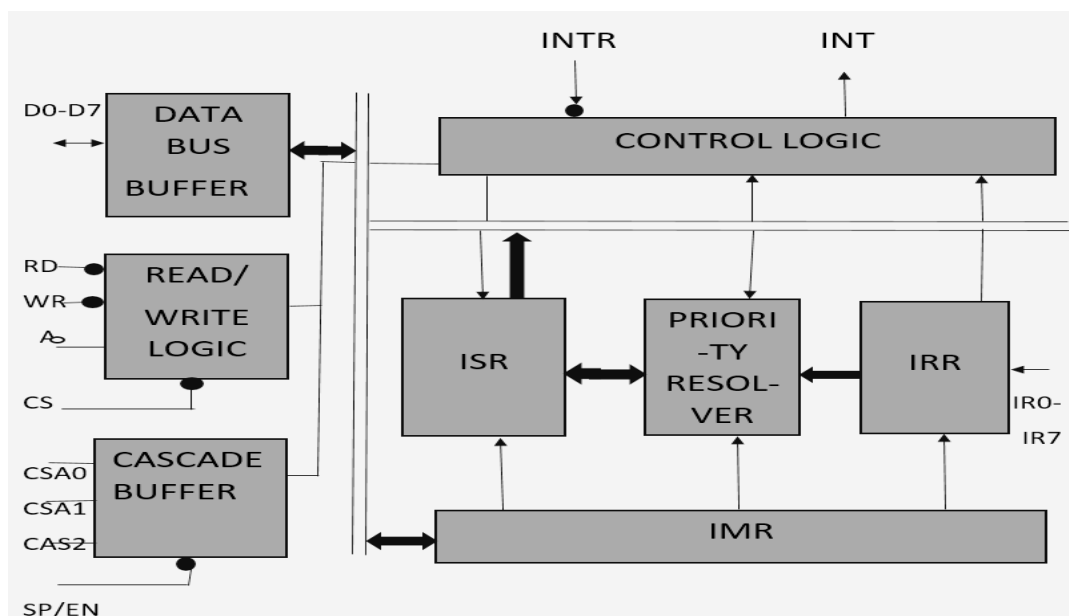 INTR
INT
D0-D7
DATA
BUS
BUFFER
CONTROL LOGIC
RD
WR
A0
CS
READ/
WRITE
LOGIC
ISR
PRIORI
-TY
RESOL-
VER
IRR
IR0-
IR7
CSA0
CSA1
CAS2
CASCADE
BUFFER
SP/EN
IMR